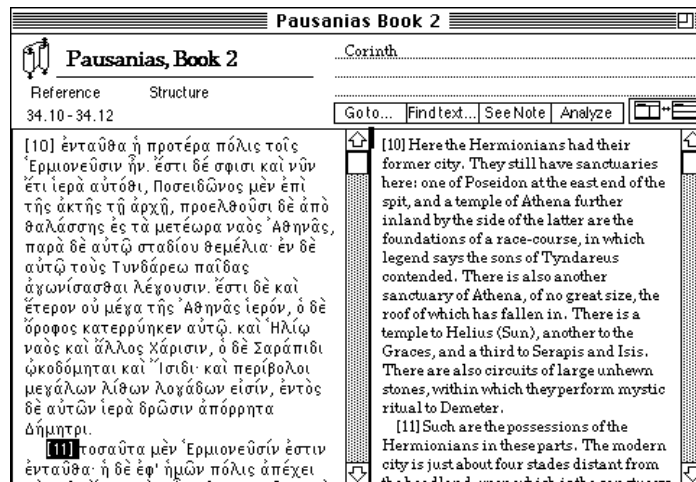 Pausanias Book 2
Pausanias, Book 2
Corinth
Reference Structure
34.10 - 34.12
Go to... Find text... See Note Analyze
[10] ἐνταῦθα ἡ προτέρα πόλις τοῖς
Ἑρμιονεῦσιν ἦν. ἔστι δέ σφισι καὶ νῦν
ἔτι ἱερὰ αὐτόθι, Ποσειδῶνος μὲν ἐπὶ
τῆς ἀκτῆς τῇ ἀρχῇ, προελθοῦσι δὲ ἀπὸ
θαλάσσης ἐς τὰ μετέωρα ναὸς Ἀθηνᾶς,
παρὰ δὲ αὐτῷ σταδίου θεμέλια· ἐν δὲ
αὐτῷ τοὺς Τυνδάρεω παῖδας
ἀγωνίσασθαι λέγουσιν. ἔστι δὲ καὶ
ἕτερον οὐ μέγα τῆς Ἀθηνᾶς ἱερόν, ὁ δὲ
ὄροφος κατερρύηκεν αὐτῷ. καὶ Ἡλίῳ
ναὸς καὶ ἄλλος Χάρισιν, ὁ δὲ Σαράπιδι
ᾠκοδόμηται καὶ Ἴσιδι· καὶ περίβολοι
μεγάλων λίθων λογάδων εἰσίν, ἐντὸς
δὲ αὐτῶν ἱερὰ δρῶσιν ἀπόρρητα
Δήμητρι.
[11] τοσαῦτα μὲν Ἑρμιονεῦσίν ἐστιν
ἐνταῦθα· ἡ δὲ ἐφ' ἡμῶν πόλις ἀπέχει
[10] Here the Hermionians had their
former city. They still have sanctuaries
here: one of Poseidon at the east end of the
spit, and a temple of Athena further
inland by the side of the latter are the
foundations of a race-course, in which
legend says the sons of Tyndareus
contended. There is also another
sanctuary of Athena, of no great size, the
roof of which has fallen in. There is a
temple to Helius (Sun), another to the
Graces, and a third to Serapis and Isis.
There are also circuits of large unhewn
stones, within which they perform mystic
ritual to Demeter.
[11] Such are the possessions of the
Hermionians in these parts. The modern
city is just about four stades distant from